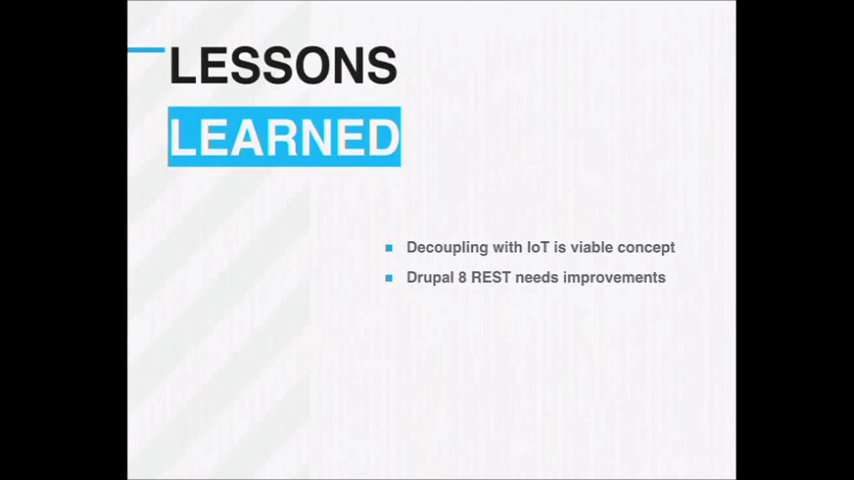 LESSONS
LEARNED
Decoupling with IoT is viable concept
Drupal 8 REST needs improvements